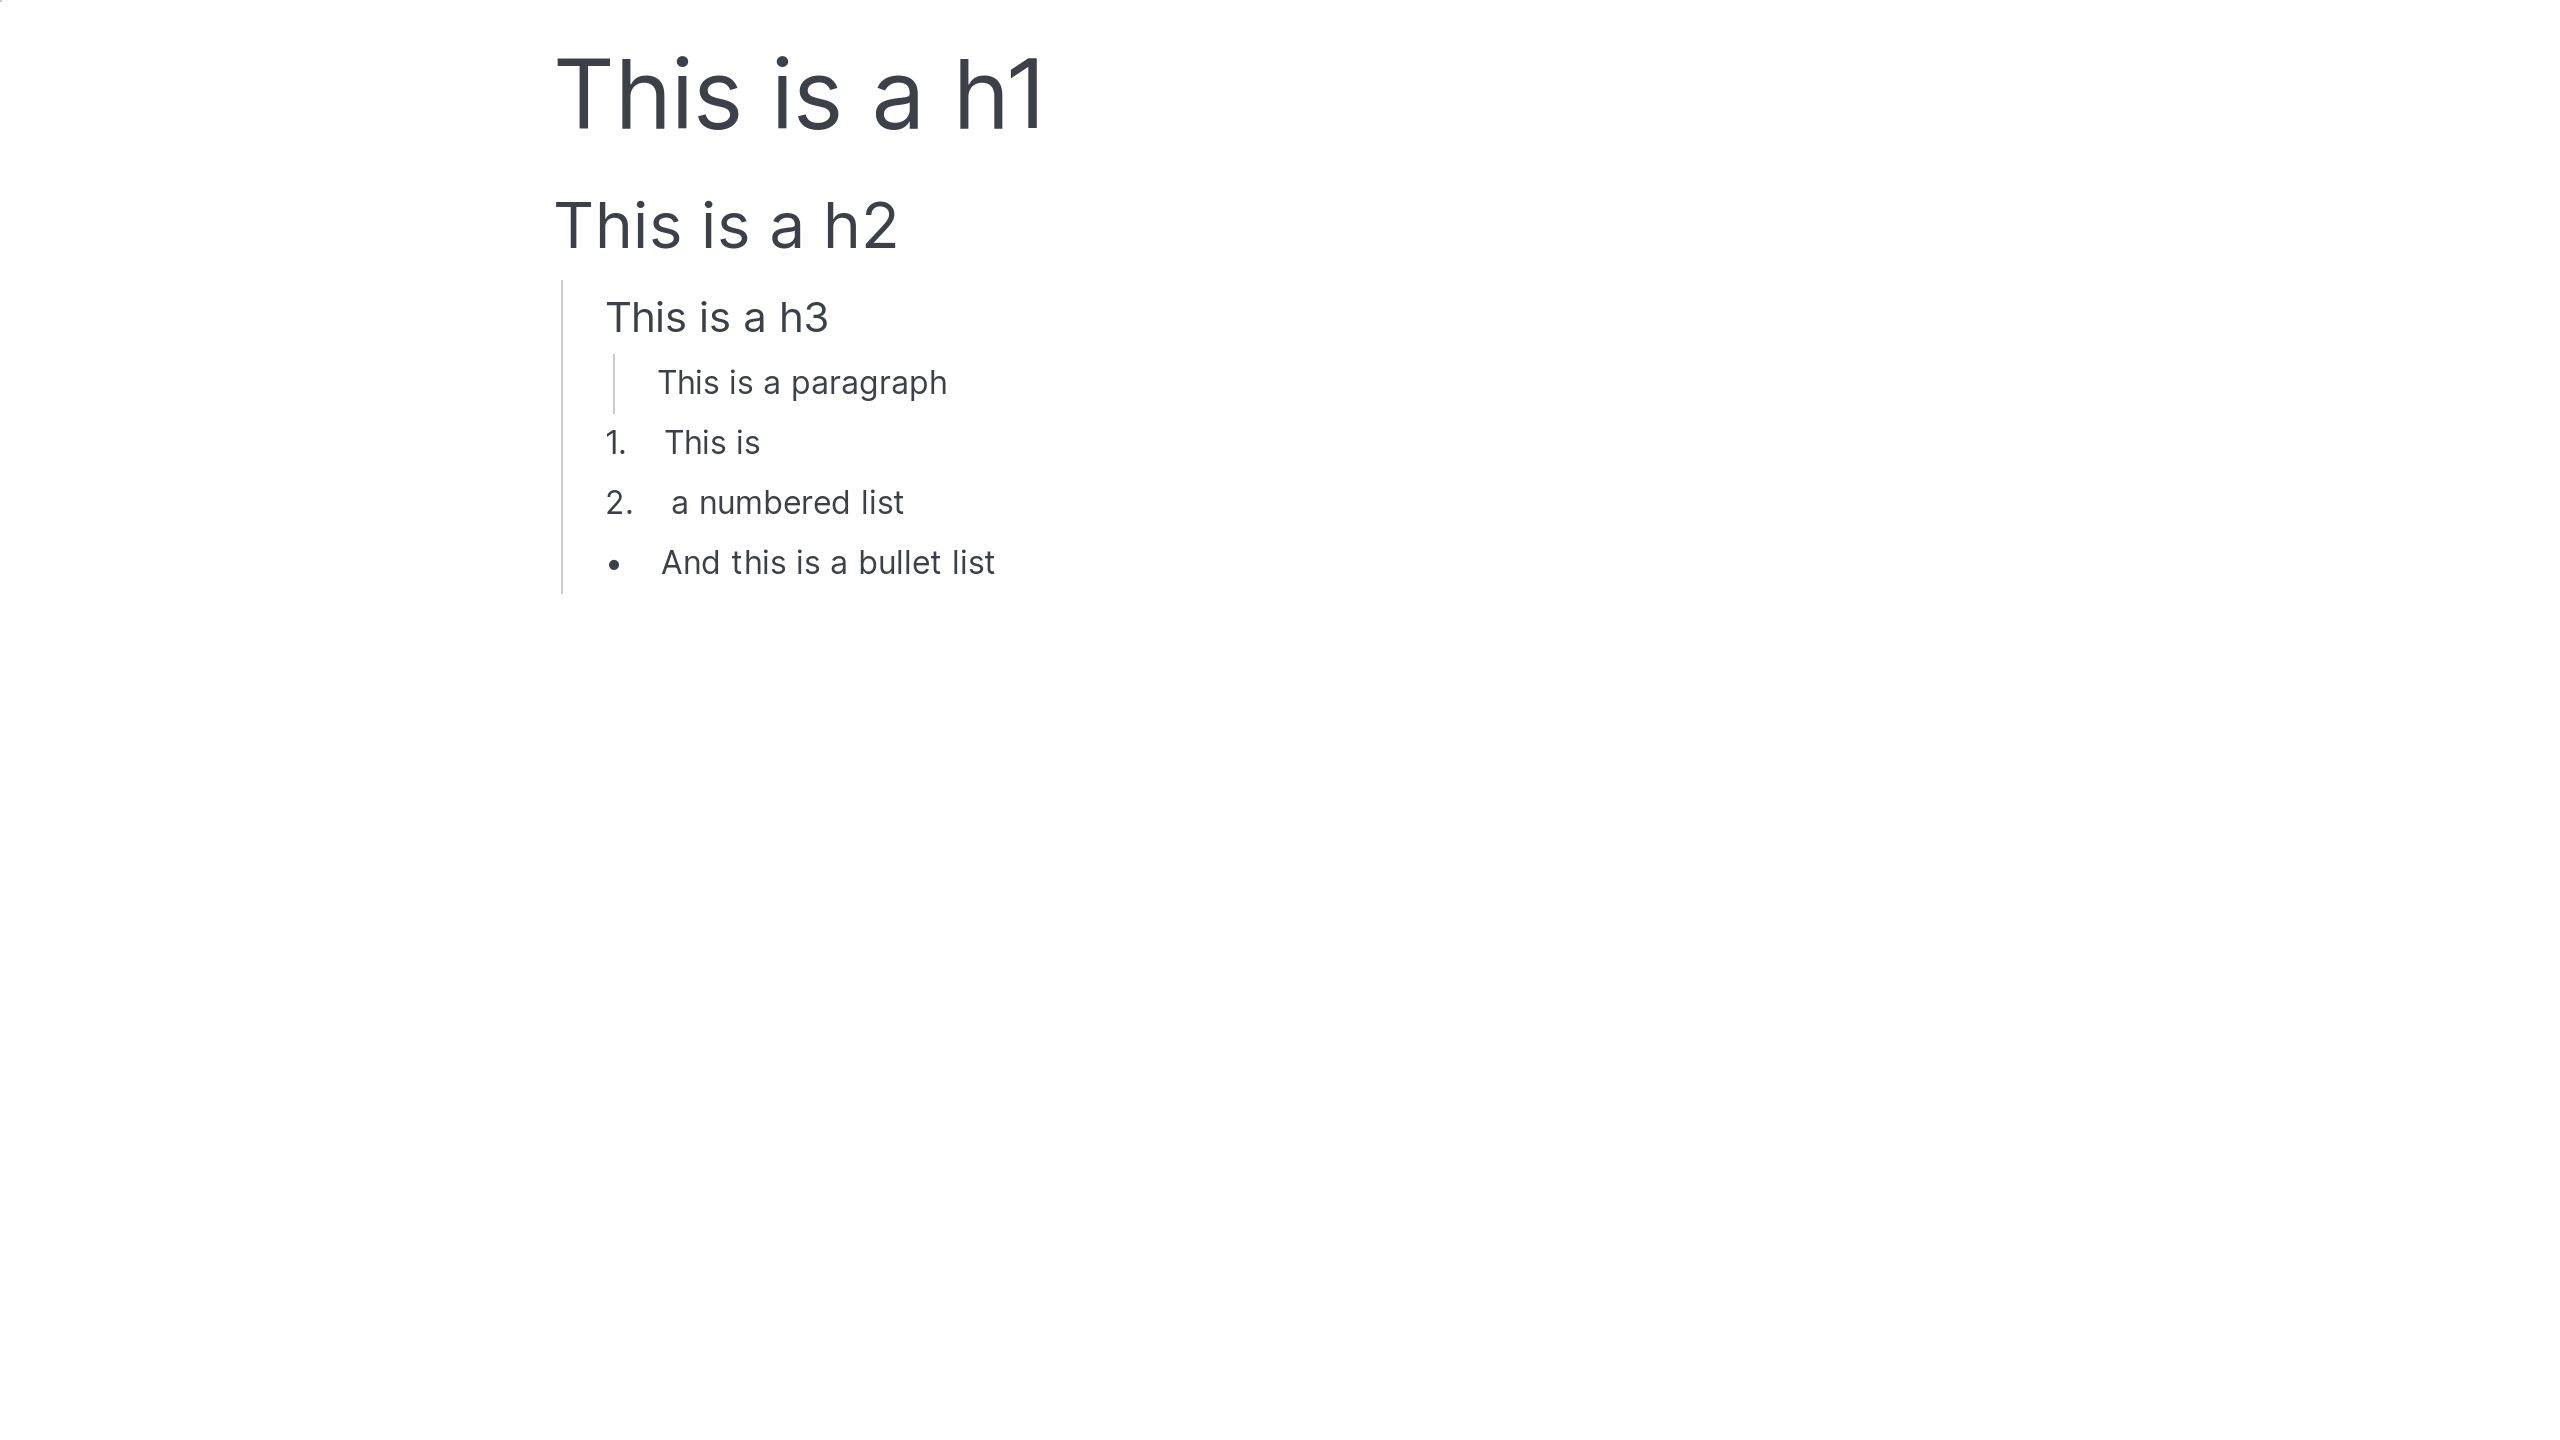 This is a h1
This is a h2
This is a h3
This is a paragraph
1. This is
2. a numbered list
• And this is a bullet list